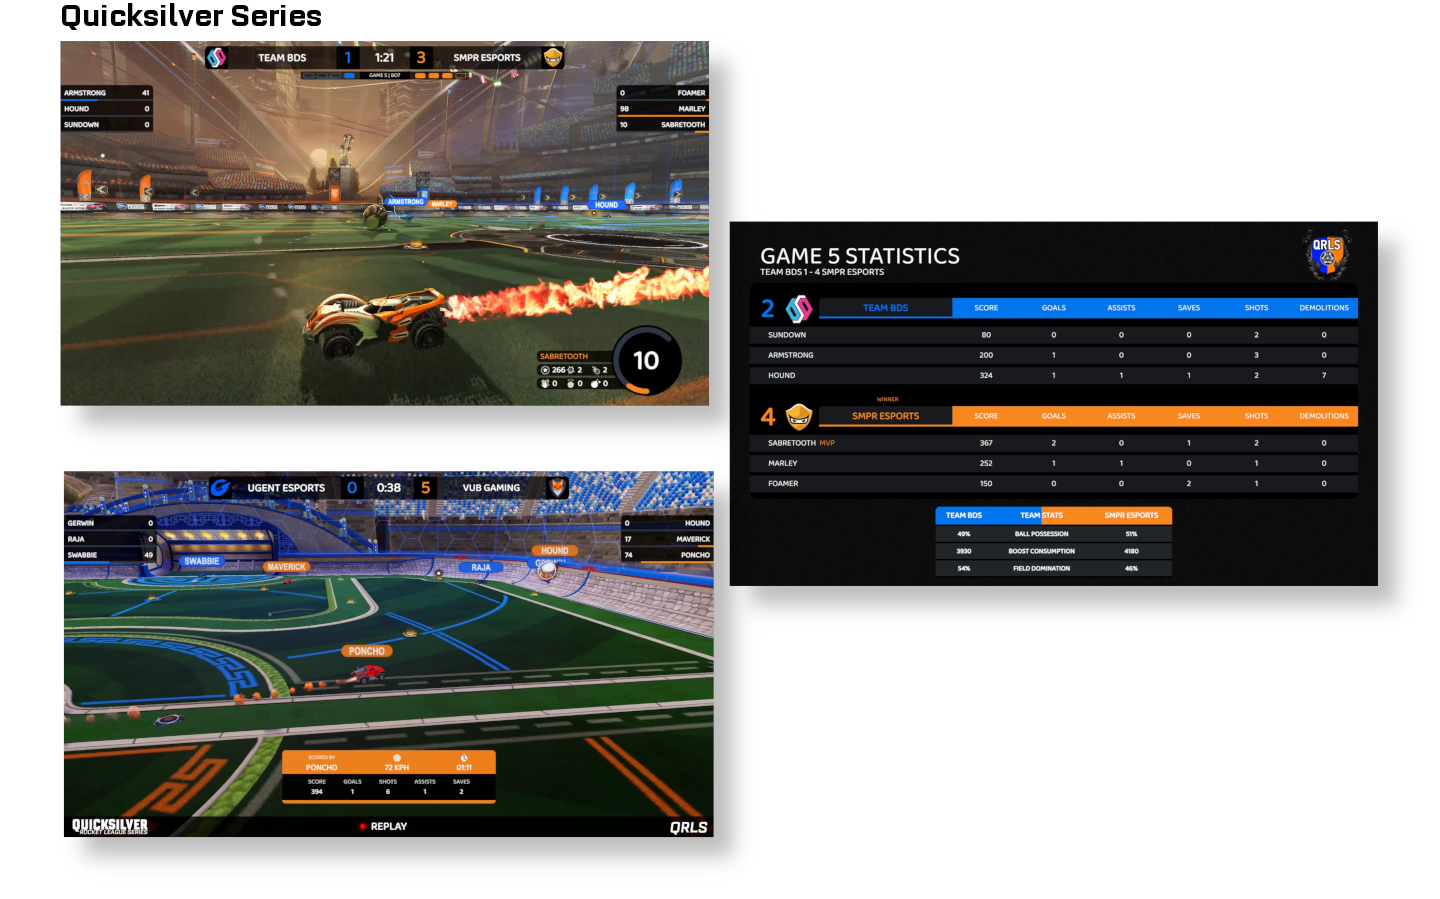 Quicksilver Series
TEAM BDS 1 1:21 3 SMPR ESPORTS
GAME 5 | BO7
ARMSTRONG 41
HOUND 0
SUNDOWN 0
0 FOAMER
98 MARLEY
10 SABRETOOTH
ARMSTRONG MARLEY HOUND
SABRETOOTH
266 2 2
0 0 0
10
GAME 5 STATISTICS
TEAM BDS 1 - 4 SMPR ESPORTS
QRLS
2 TEAM BDS SCORE GOALS ASSISTS SAVES SHOTS DEMOLITIONS
SUNDOWN 80 0 0 0 2 0
ARMSTRONG 200 1 0 0 3 0
HOUND 324 1 1 1 2 7
WINNER
4 SMPR ESPORTS SCORE GOALS ASSISTS SAVES SHOTS DEMOLITIONS
SABRETOOTH MVP 367 2 0 1 2 0
MARLEY 252 1 1 0 1 0
FOAMER 150 0 0 2 1 0
TEAM BDS TEAM STATS SMPR ESPORTS
49% BALL POSSESSION 51%
3930 BOOST CONSUMPTION 4180
54% FIELD DOMINATION 46%
UGENT ESPORTS 0 0:38 5 VUB GAMING
GERWIN 0
RAJA 0
SWABBIE 49
0 HOUND
17 MAVERICK
74 PONCHO
HOUND
SWABBIE MAVERICK RAJA
PONCHO
SCORED BY
PONCHO 72 KPH 01:11
SCORE GOALS SHOTS ASSISTS SAVES
394 1 6 1 2
QUICKSILVER
ROCKET LEAGUE SERIES
REPLAY
QRLS